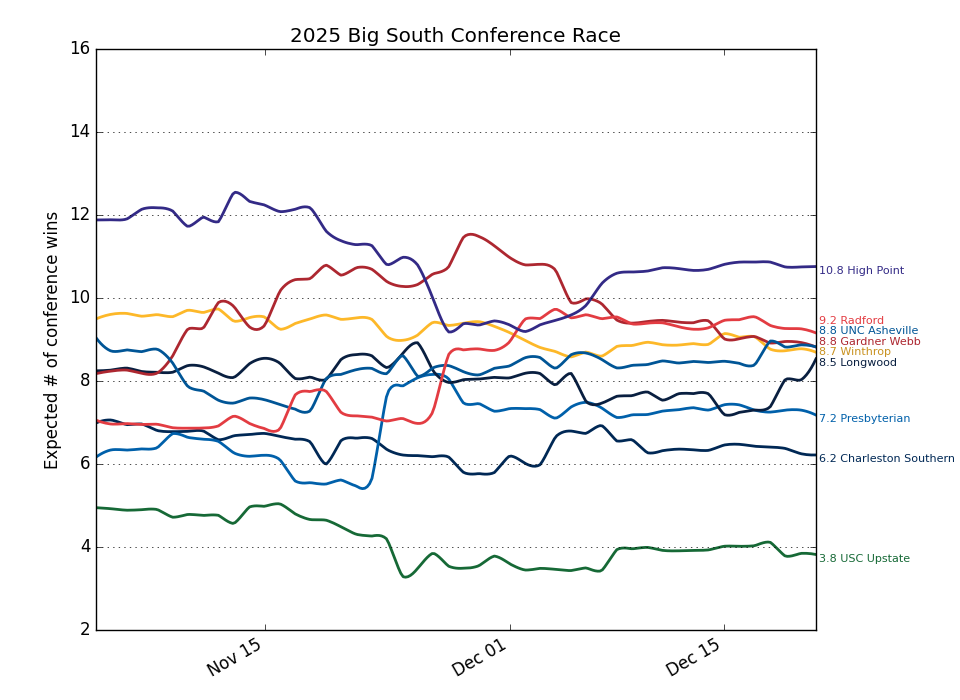 2025 Big South Conference Race
16
14
12
10
8
6
4
2
Expected # of conference wins
Nov 15
Dec 01
Dec 15
10.8 High Point
9.2 Radford
8.8 UNC Asheville
8.8 Gardner Webb
8.7 Winthrop
8.5 Longwood
7.2 Presbyterian
6.2 Charleston Southern
3.8 USC Upstate